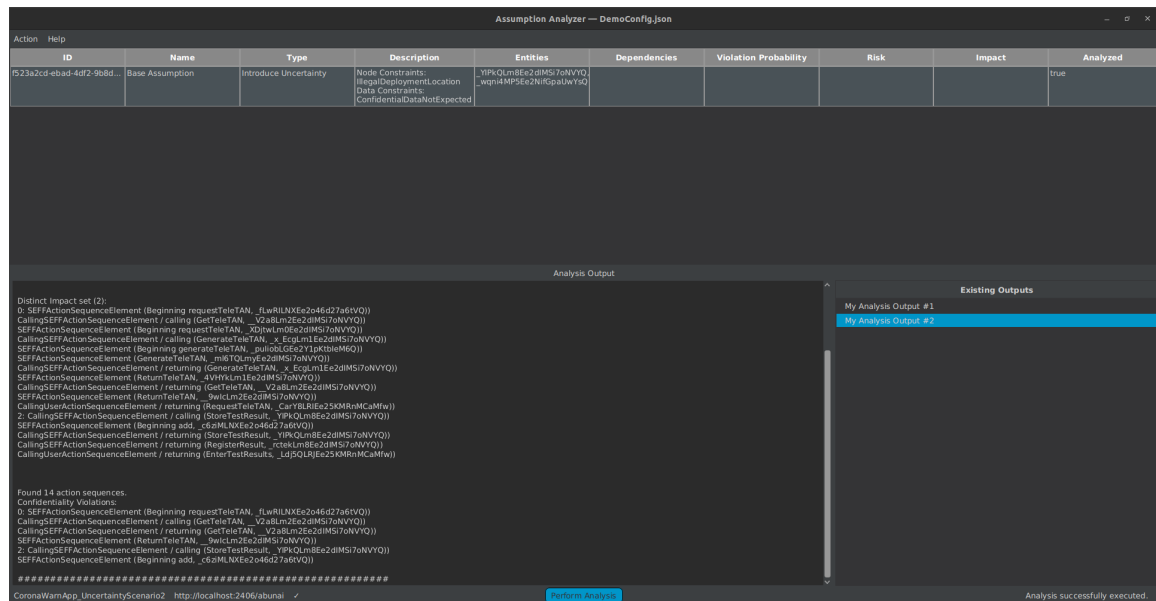 Assumption Analyzer — DemoConfig.json
Action Help
ID Name Type Description Entities Dependencies Violation Probability Risk Impact Analyzed
f523a2cd-ebad-4df2-9b8d... Base Assumption Introduce Uncertainty Node Constraints: _YlPkQLm8Ee2dIMSi7oNVYQ, true
IllegalDeploymentLocation _wqni4MP5Ee2NifGpaUwYsQ
Data Constraints:
ConfidentialDataNotExpected
Analysis Output
Distinct Impact set (2):
0: SEFFActionSequenceElement (Beginning requestTeleTAN, _fLwRILNXEe2o46d27a6tVQ))
CallingSEFFActionSequenceElement / calling (GetTeleTAN, __V2a8Lm2Ee2dIMSi7oNVYQ))
SEFFActionSequenceElement (Beginning requestTeleTAN, _XDjtwLm0Ee2dIMSi7oNVYQ))
CallingSEFFActionSequenceElement / calling (GenerateTeleTAN, _x_EcgLm1Ee2dIMSi7oNVYQ))
SEFFActionSequenceElement (Beginning generateTeleTAN, _puliobLGEe2Y1pKtbleM6Q))
SEFFActionSequenceElement (GenerateTeleTAN, _ml6TQLmyEe2dIMSi7oNVYQ))
CallingSEFFActionSequenceElement / returning (GenerateTeleTAN, _x_EcgLm1Ee2dIMSi7oNVYQ))
SEFFActionSequenceElement (ReturnTeleTAN, _4VHYkLm1Ee2dIMSi7oNVYQ))
CallingSEFFActionSequenceElement / returning (GetTeleTAN, __V2a8Lm2Ee2dIMSi7oNVYQ))
SEFFActionSequenceElement (ReturnTeleTAN, __9wlcLm2Ee2dIMSi7oNVYQ))
CallingUserActionSequenceElement / returning (RequestTeleTAN, _CarY8LRIEe25KMRnMCaMfw))
2: CallingSEFFActionSequenceElement / calling (StoreTestResult, _YlPkQLm8Ee2dIMSi7oNVYQ))
SEFFActionSequenceElement (Beginning add, _c6ziMLNXEe2o46d27a6tVQ))
CallingSEFFActionSequenceElement / returning (StoreTestResult, _YlPkQLm8Ee2dIMSi7oNVYQ))
CallingSEFFActionSequenceElement / returning (RegisterResult, _rctekLm8Ee2dIMSi7oNVYQ))
CallingUserActionSequenceElement / returning (EnterTestResults, _Ldj5QLRJEe25KMRnMCaMfw))
Found 14 action sequences.
Confidentiality Violations:
0: SEFFActionSequenceElement (Beginning requestTeleTAN, _fLwRILNXEe2o46d27a6tVQ))
CallingSEFFActionSequenceElement / calling (GetTeleTAN, __V2a8Lm2Ee2dIMSi7oNVYQ))
CallingSEFFActionSequenceElement / returning (GetTeleTAN, __V2a8Lm2Ee2dIMSi7oNVYQ))
SEFFActionSequenceElement (ReturnTeleTAN, __9wlcLm2Ee2dIMSi7oNVYQ))
2: CallingSEFFActionSequenceElement / calling (StoreTestResult, _YlPkQLm8Ee2dIMSi7oNVYQ))
SEFFActionSequenceElement (Beginning add, _c6ziMLNXEe2o46d27a6tVQ))
##########################################################
Existing Outputs
My Analysis Output #1
My Analysis Output #2
CoronaWarnApp_UncertaintyScenario2 http://localhost:2406/abunai ✓ Perform Analysis Analysis successfully executed.